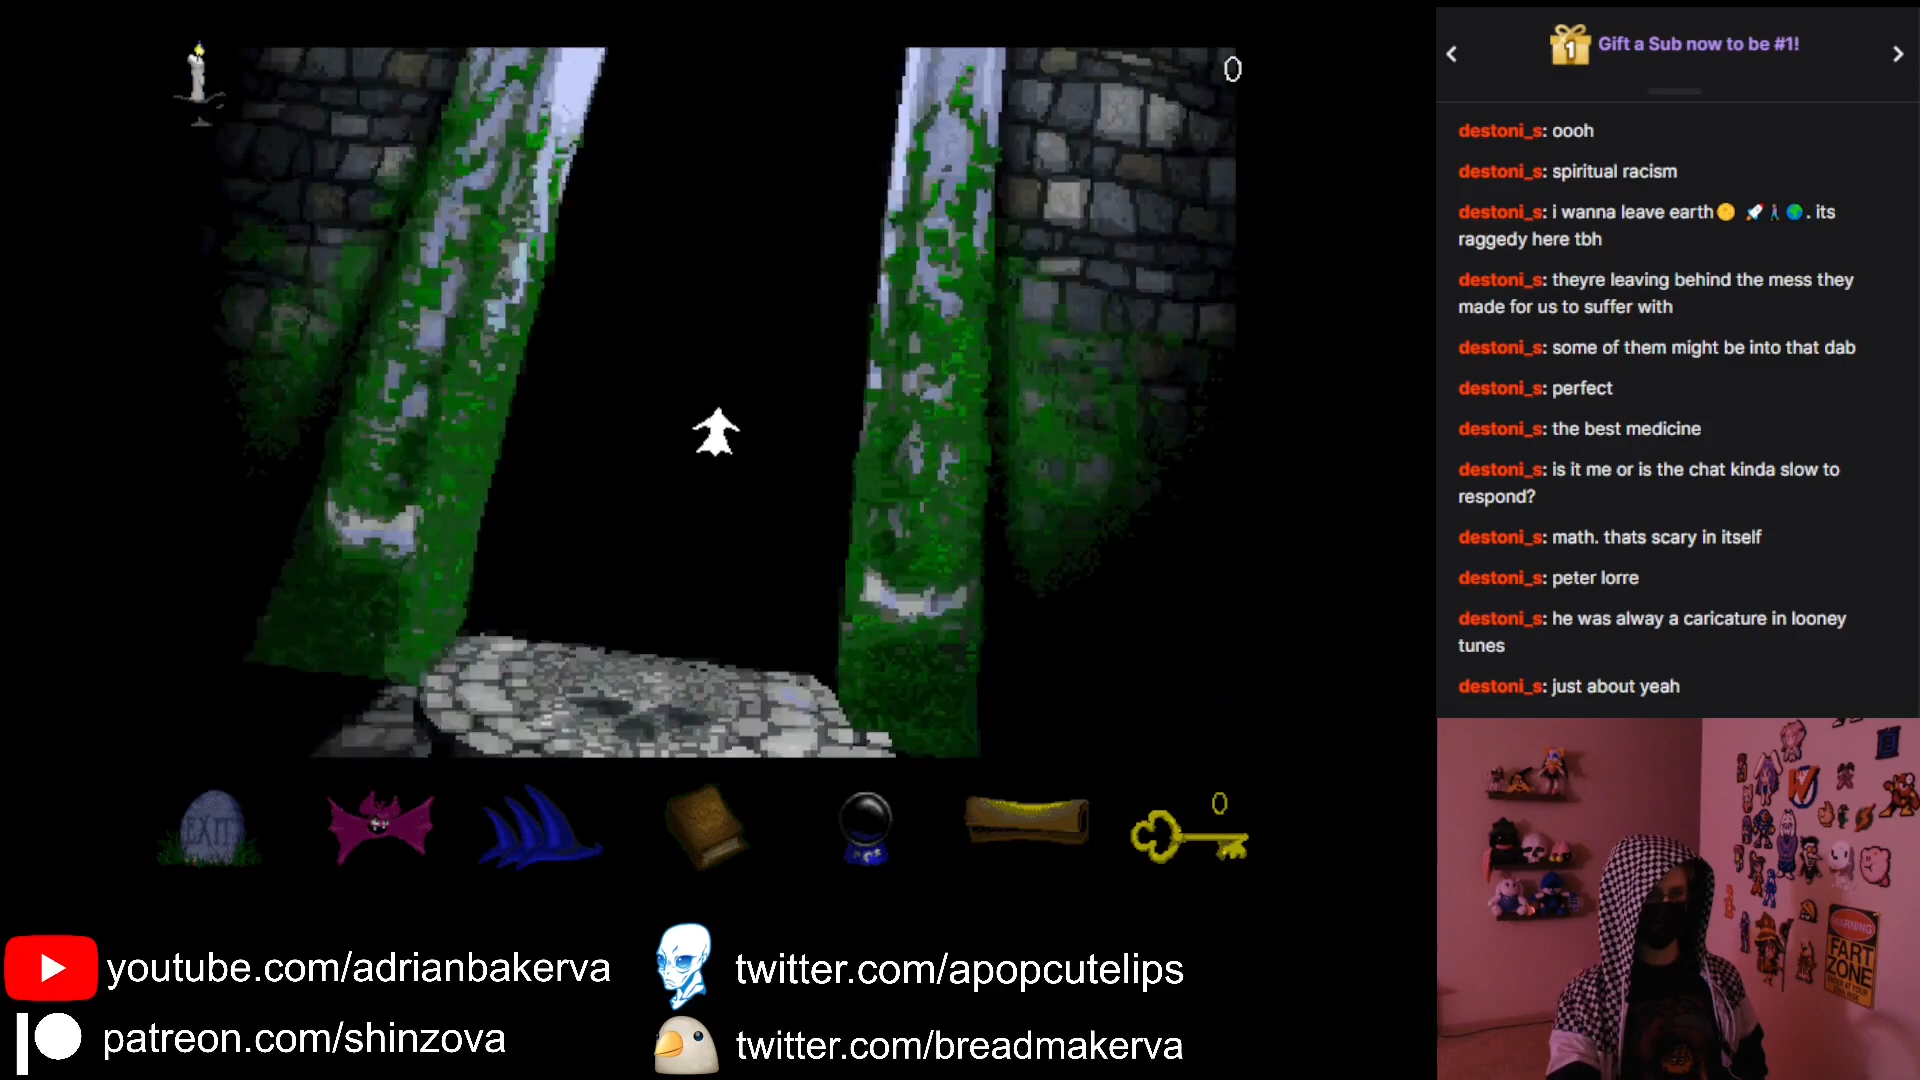 0
Gift a Sub now to be #1!
1
destoni_s: oooh
destoni_s: spiritual racism
destoni_s: i wanna leave earth🌕 🚀🚶🌍. its
raggedy here tbh
destoni_s: theyre leaving behind the mess they
made for us to suffer with
destoni_s: some of them might be into that dab
destoni_s: perfect
destoni_s: the best medicine
destoni_s: is it me or is the chat kinda slow to
respond?
destoni_s: math. thats scary in itself
destoni_s: peter lorre
destoni_s: he was alway a caricature in looney
tunes
destoni_s: just about yeah
EXIT
0
WARNING
FART
ZONE
youtube.com/adrianbakerva
twitter.com/apopcutelips
patreon.com/shinzova
twitter.com/breadmakerva